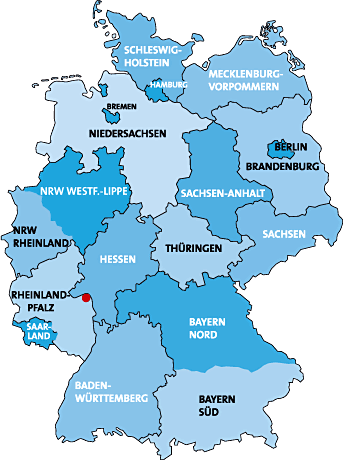 SCHLESWIG-
HOLSTEIN
HAMBURG
MECKLENBURG-
VORPOMMERN
BREMEN
NIEDERSACHSEN
BERLIN
BRANDENBURG
NRW WESTF.-LIPPE
SACHSEN-ANHALT
NRW
RHEINLAND
SACHSEN
THÜRINGEN
HESSEN
RHEINLAND
PFALZ
SAAR-
LAND
BAYERN
NORD
BADEN-
WÜRTTEMBERG
BAYERN
SÜD